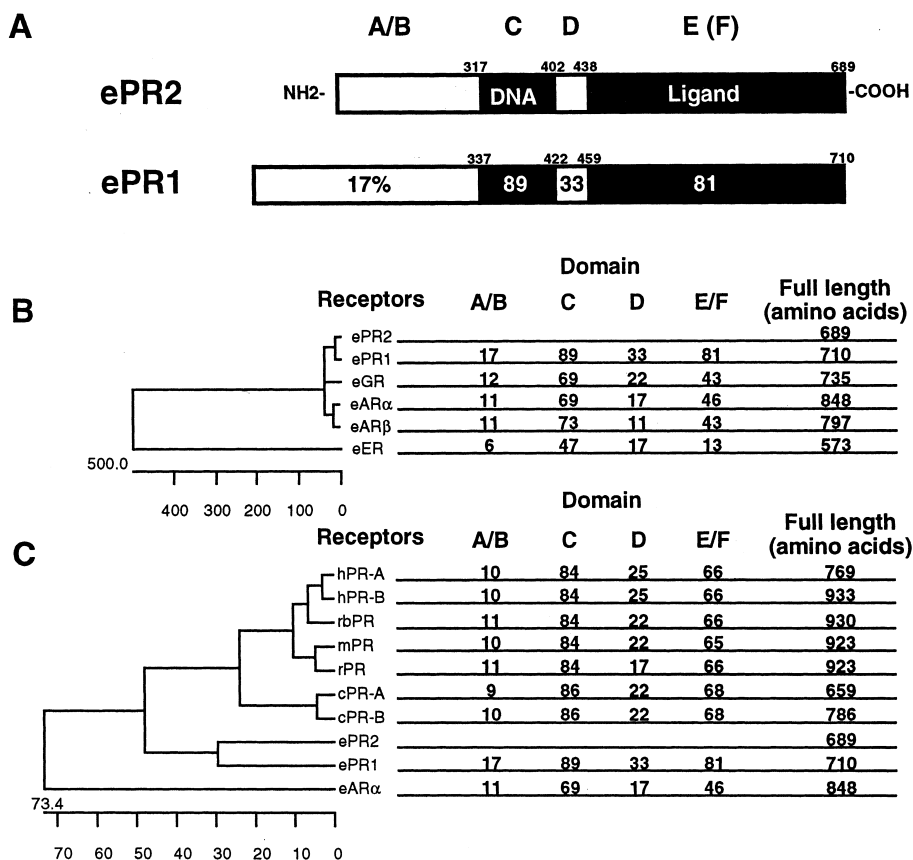 A A/B C D E (F)
317 402 438 689
ePR2 NH2- DNA Ligand -COOH
337 422 459 710
ePR1 17% 89 33 81
Domain
B Receptors A/B C D E/F Full length (amino acids)
ePR2 689
ePR1 17 89 33 81 710
eGR 12 69 22 43 735
eARα 11 69 17 46 848
eARβ 11 73 11 43 797
eER 6 47 17 13 573
500.0
400 300 200 100 0
Domain
C Receptors A/B C D E/F Full length (amino acids)
hPR-A 10 84 25 66 769
hPR-B 10 84 25 66 933
rbPR 11 84 22 66 930
mPR 10 84 22 65 923
rPR 11 84 17 66 923
cPR-A 9 86 22 68 659
cPR-B 10 86 22 68 786
ePR2 689
ePR1 17 89 33 81 710
eARα 11 69 17 46 848
73.4
70 60 50 40 30 20 10 0